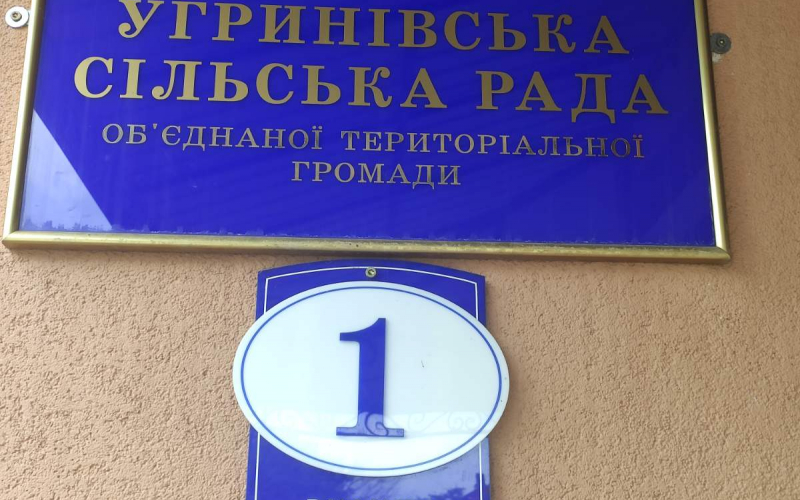 УГРИНІВСЬКА
СІЛЬСЬКА РАДА
ОБ'ЄДНАНОЇ ТЕРИТОРІАЛЬНОЇ
ГРОМАДИ
1